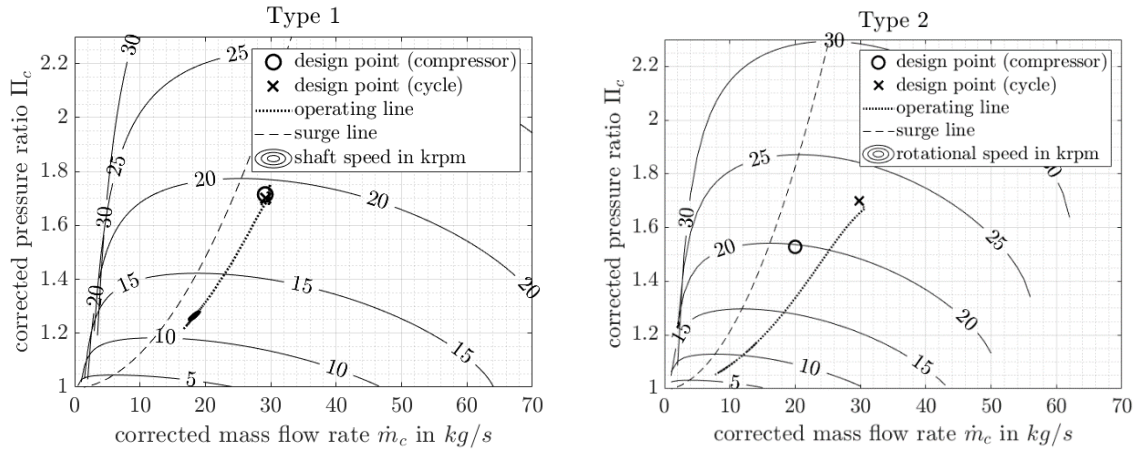 Type 1
corrected pressure ratio Π_c
2.2
2
1.8
1.6
1.4
1.2
1
30
25
design point (compressor)
design point (cycle)
operating line
surge line
shaft speed in krpm
25
20
20
30
20
15
15
20
10
10
15
5
0 10 20 30 40 50 60 70
corrected mass flow rate ṁ_c in kg/s
Type 2
corrected pressure ratio Π_c
2.2
2
1.8
1.6
1.4
1.2
1
30
design point (compressor)
design point (cycle)
operating line
surge line
rotational speed in krpm
25
30
20
25
15
15
20
10
10
15
5
0 10 20 30 40 50 60 70
corrected mass flow rate ṁ_c in kg/s